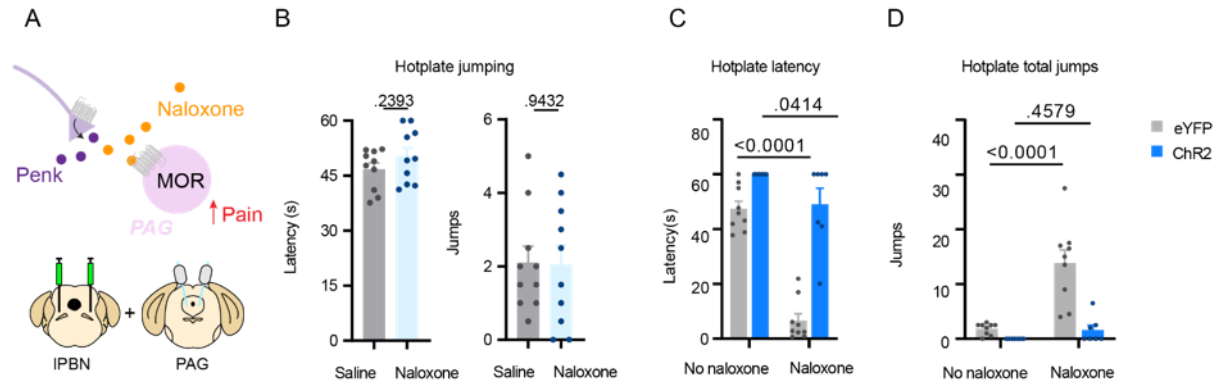 A
Naloxone
Penk
MOR
PAG
Pain
+
lPBN
PAG
B
Hotplate jumping
.2393
.9432
Latency (s)
60
45
30
15
0
Saline
Naloxone
Jumps
6
4
2
0
Saline
Naloxone
C
Hotplate latency
.0414
<0.0001
Latency(s)
80
60
60
40
20
0
No naloxone
Naloxone
D
Hotplate total jumps
.4579
<0.0001
Jumps
40
30
20
10
0
No naloxone
Naloxone
eYFP
ChR2